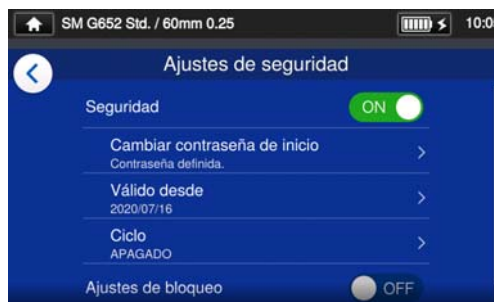 SM G652 Std. / 60mm 0.25
10:0
Ajustes de seguridad
Seguridad
ON
Cambiar contraseña de inicio
Contraseña definida.
Válido desde
2020/07/16
Ciclo
APAGADO
Ajustes de bloqueo
OFF